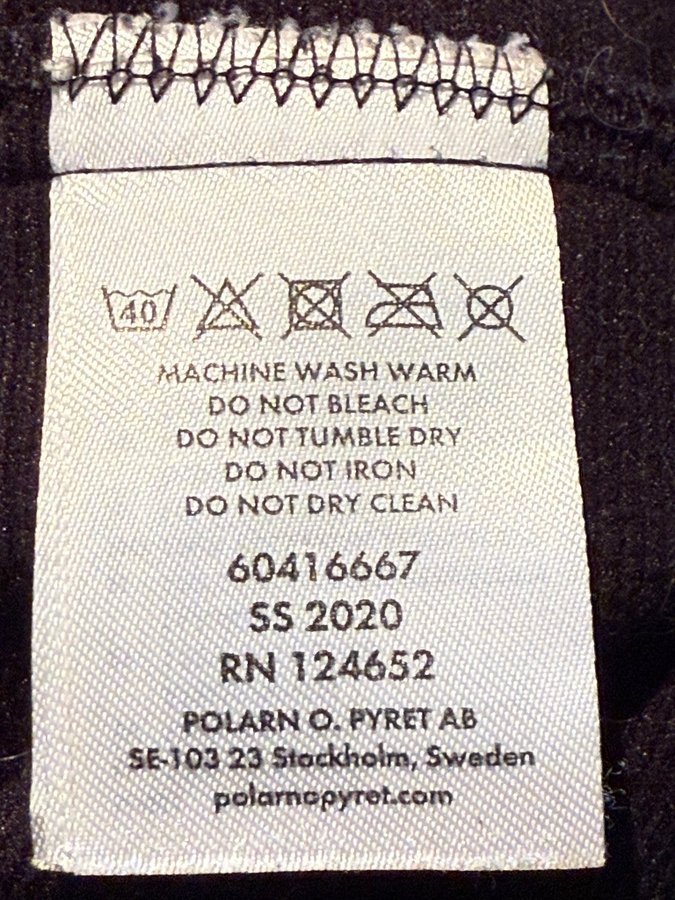 40
MACHINE WASH WARM
DO NOT BLEACH
DO NOT TUMBLE DRY
DO NOT IRON
DO NOT DRY CLEAN
60416667
SS 2020
RN 124652
POLARN O. PYRET AB
SE-103 23 Stockholm, Sweden
polarnopyret.com